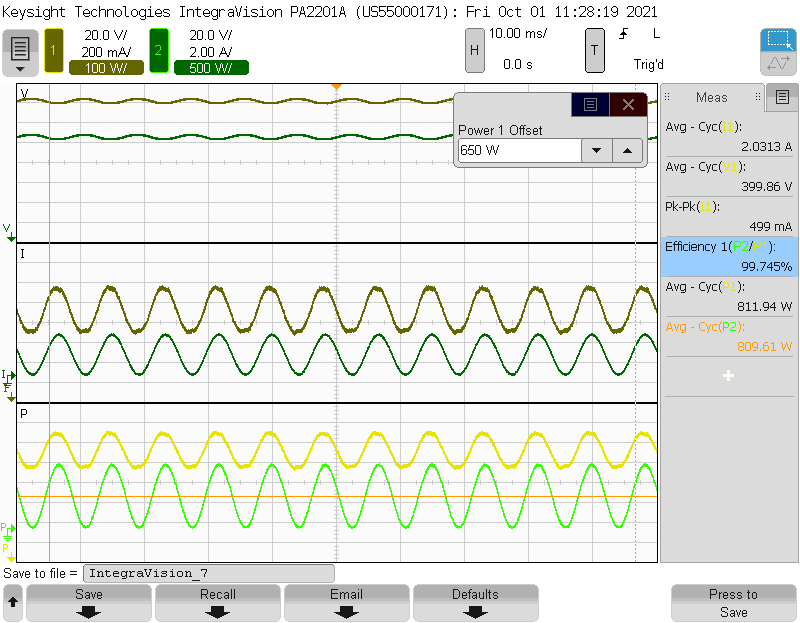 Keysight Technologies IntegraVision PA2201A (US55000171): Fri Oct 01 11:28:19 2021
1
20.0 V/
200 mA/
100 W/
2
20.0 V/
2.00 A/
500 W/
H
10.00 ms/
0.0 s
T
L
Trig'd
V
Power 1 Offset
650 W
V
I
I
P
P
P
Meas
Avg - Cyc(I1):
2.0313 A
Avg - Cyc(V1):
399.86 V
Pk-Pk(I1):
499 mA
Efficiency 1(P2/P1):
99.745%
Avg - Cyc(P1):
811.94 W
Avg - Cyc(P2):
809.61 W
Save to file = IntegraVision_7
Save
Recall
Email
Defaults
Press to
Save